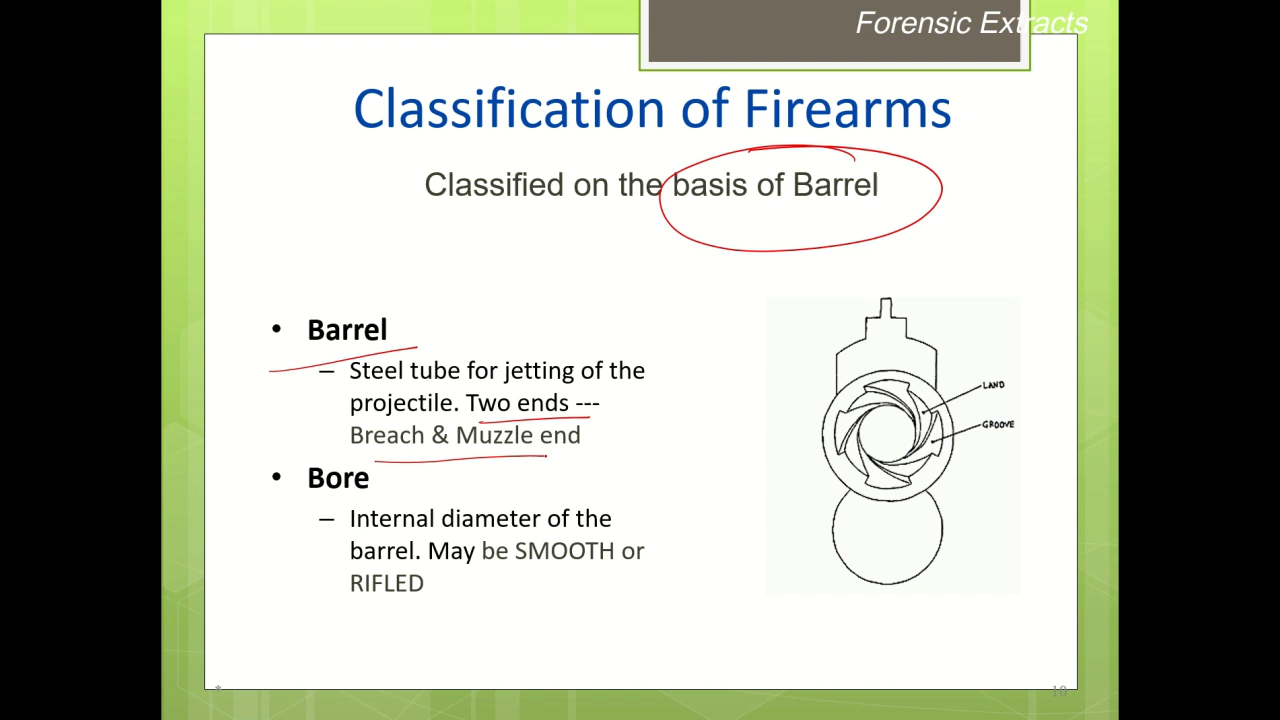 Forensic Extracts
Classification of Firearms
Classified on the basis of Barrel
• Barrel
– Steel tube for jetting of the
projectile. Two ends ---
Breach & Muzzle end
• Bore
– Internal diameter of the
barrel. May be SMOOTH or
RIFLED
LAND
GROOVE
*
10